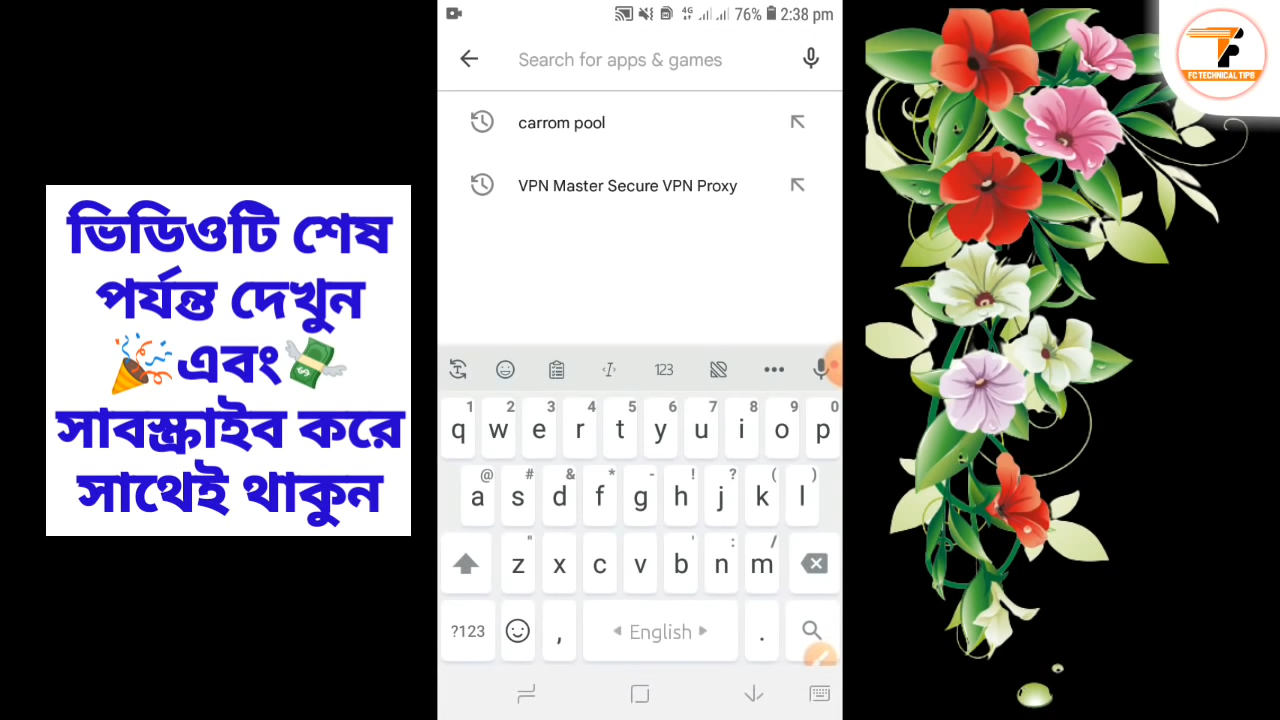 76% 2:38 pm
Search for apps & games
carrom pool
VPN Master Secure VPN Proxy
ভিডিওটি শেষ
পর্যন্ত দেখুন
এবং
সাবস্ক্রাইব করে
সাথেই থাকুন
TF
FC TECHNICAL TIPS
4G
123
1 2 3 4 5 6 7 8 9 0
q w e r t y u i o p
@ # & * - ! ? ( )
a s d f g h j k l
" ' : /
z x c v b n m
?123 , English .